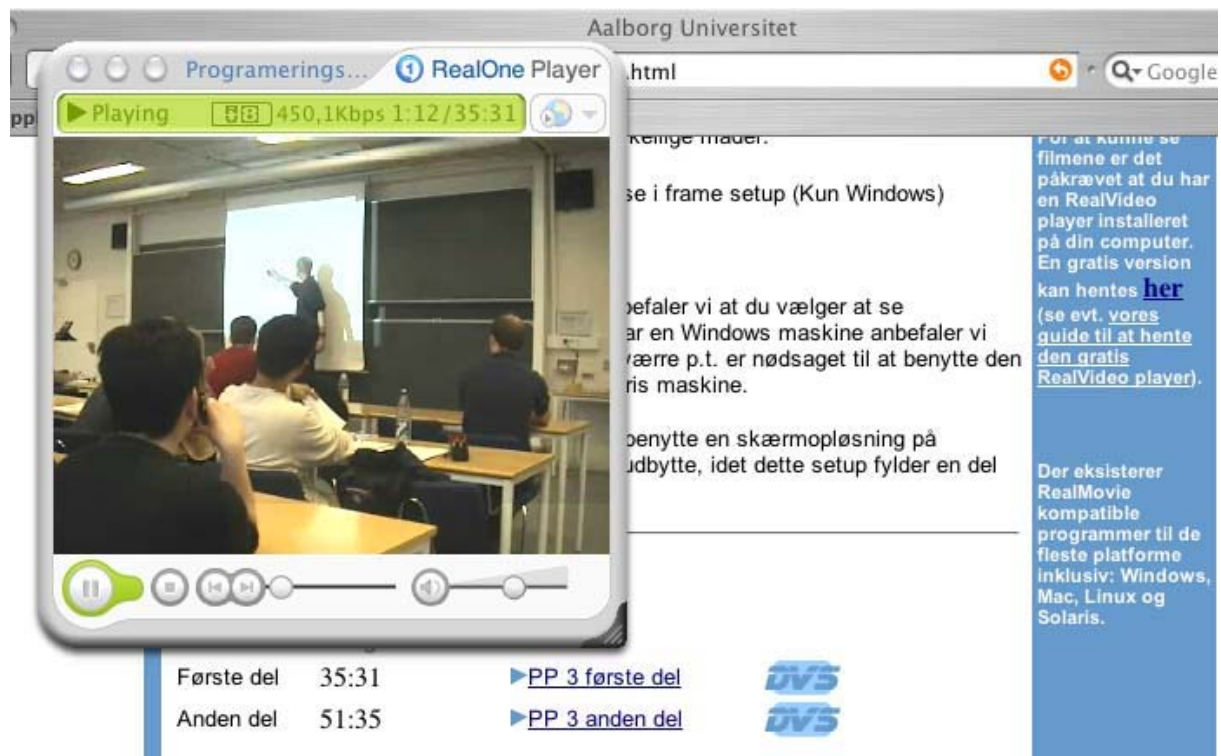 Aalborg Universitet
Programerings... RealOne Player
.html
Google
pp
Playing 450,1Kbps 1:12/35:31
se i frame setup (Kun Windows)
befaler vi at du vælger at se
ar en Windows maskine anbefaler vi
værre p.t. er nødsaget til at benytte den
ris maskine.
benytte en skærmopløsning på
udbytte, idet dette setup fylder en del
For at kunne se
filmene er det
påkrævet at du har
en RealVideo
player installeret
på din computer.
En gratis version
kan hentes her
(se evt. vores
guide til at hente
den gratis
RealVideo player).
Der eksisterer
RealMovie
kompatible
programmer til de
fleste platforme
inklusiv: Windows,
Mac, Linux og
Solaris.
Første del 35:31 PP 3 første del DVS
Anden del 51:35 PP 3 anden del DVS